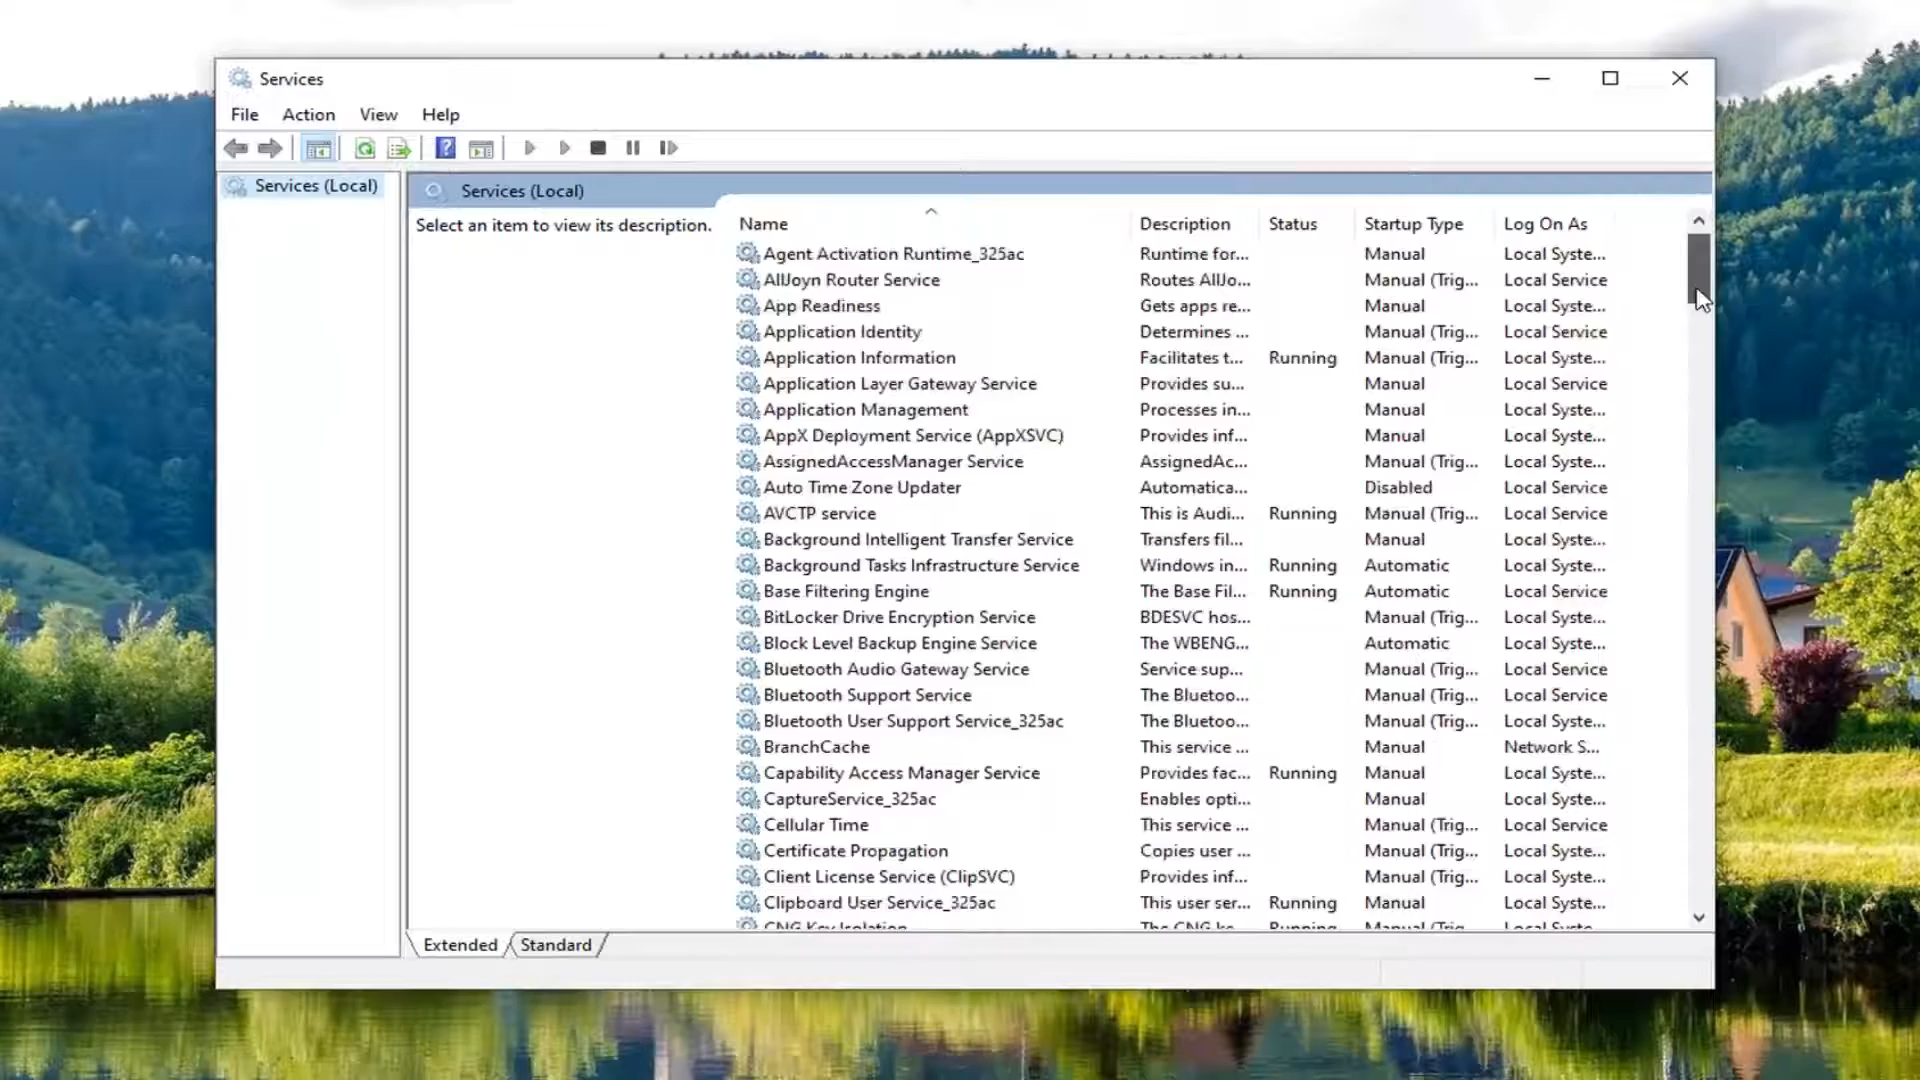 Services
File Action View Help
Services (Local)
Services (Local)
Select an item to view its description.
Name Description Status Startup Type Log On As
Agent Activation Runtime_325ac Runtime for... Manual Local Syste...
AllJoyn Router Service Routes AllJo... Manual (Trig... Local Service
App Readiness Gets apps re... Manual Local Syste...
Application Identity Determines ... Manual (Trig... Local Service
Application Information Facilitates t... Running Manual (Trig... Local Syste...
Application Layer Gateway Service Provides su... Manual Local Service
Application Management Processes in... Manual Local Syste...
AppX Deployment Service (AppXSVC) Provides inf... Manual Local Syste...
AssignedAccessManager Service AssignedAc... Manual (Trig... Local Syste...
Auto Time Zone Updater Automatica... Disabled Local Service
AVCTP service This is Audi... Running Manual (Trig... Local Service
Background Intelligent Transfer Service Transfers fil... Manual Local Syste...
Background Tasks Infrastructure Service Windows in... Running Automatic Local Syste...
Base Filtering Engine The Base Fil... Running Automatic Local Service
BitLocker Drive Encryption Service BDESVC hos... Manual (Trig... Local Syste...
Block Level Backup Engine Service The WBENG... Automatic Local Syste...
Bluetooth Audio Gateway Service Service sup... Manual (Trig... Local Service
Bluetooth Support Service The Bluetoo... Manual (Trig... Local Service
Bluetooth User Support Service_325ac The Bluetoo... Manual (Trig... Local Syste...
BranchCache This service ... Manual Network S...
Capability Access Manager Service Provides fac... Running Manual Local Syste...
CaptureService_325ac Enables opti... Manual Local Syste...
Cellular Time This service ... Manual (Trig... Local Service
Certificate Propagation Copies user ... Manual (Trig... Local Syste...
Client License Service (ClipSVC) Provides inf... Manual (Trig... Local Syste...
Clipboard User Service_325ac This user ser... Running Manual Local Syste...
CNG Key Isolation The CNG ke... Running Manual (Trig... Local Syste...
Extended Standard